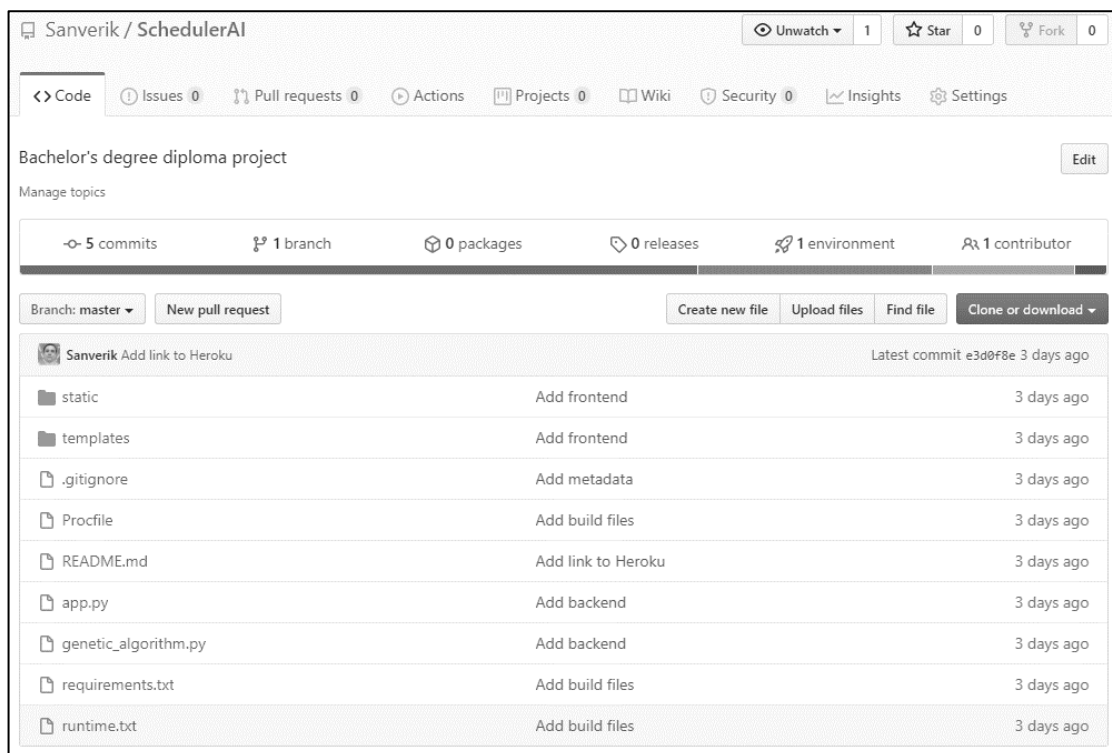 Sanverik / SchedulerAI Unwatch 1 Star 0 Fork 0
Code Issues 0 Pull requests 0 Actions Projects 0 Wiki Security 0 Insights Settings
Bachelor's degree diploma project Edit
Manage topics
5 commits 1 branch 0 packages 0 releases 1 environment 1 contributor
Branch: master New pull request Create new file Upload files Find file Clone or download
Sanverik Add link to Heroku Latest commit e3d0f8e 3 days ago
static Add frontend 3 days ago
templates Add frontend 3 days ago
.gitignore Add metadata 3 days ago
Procfile Add build files 3 days ago
README.md Add link to Heroku 3 days ago
app.py Add backend 3 days ago
genetic_algorithm.py Add backend 3 days ago
requirements.txt Add build files 3 days ago
runtime.txt Add build files 3 days ago